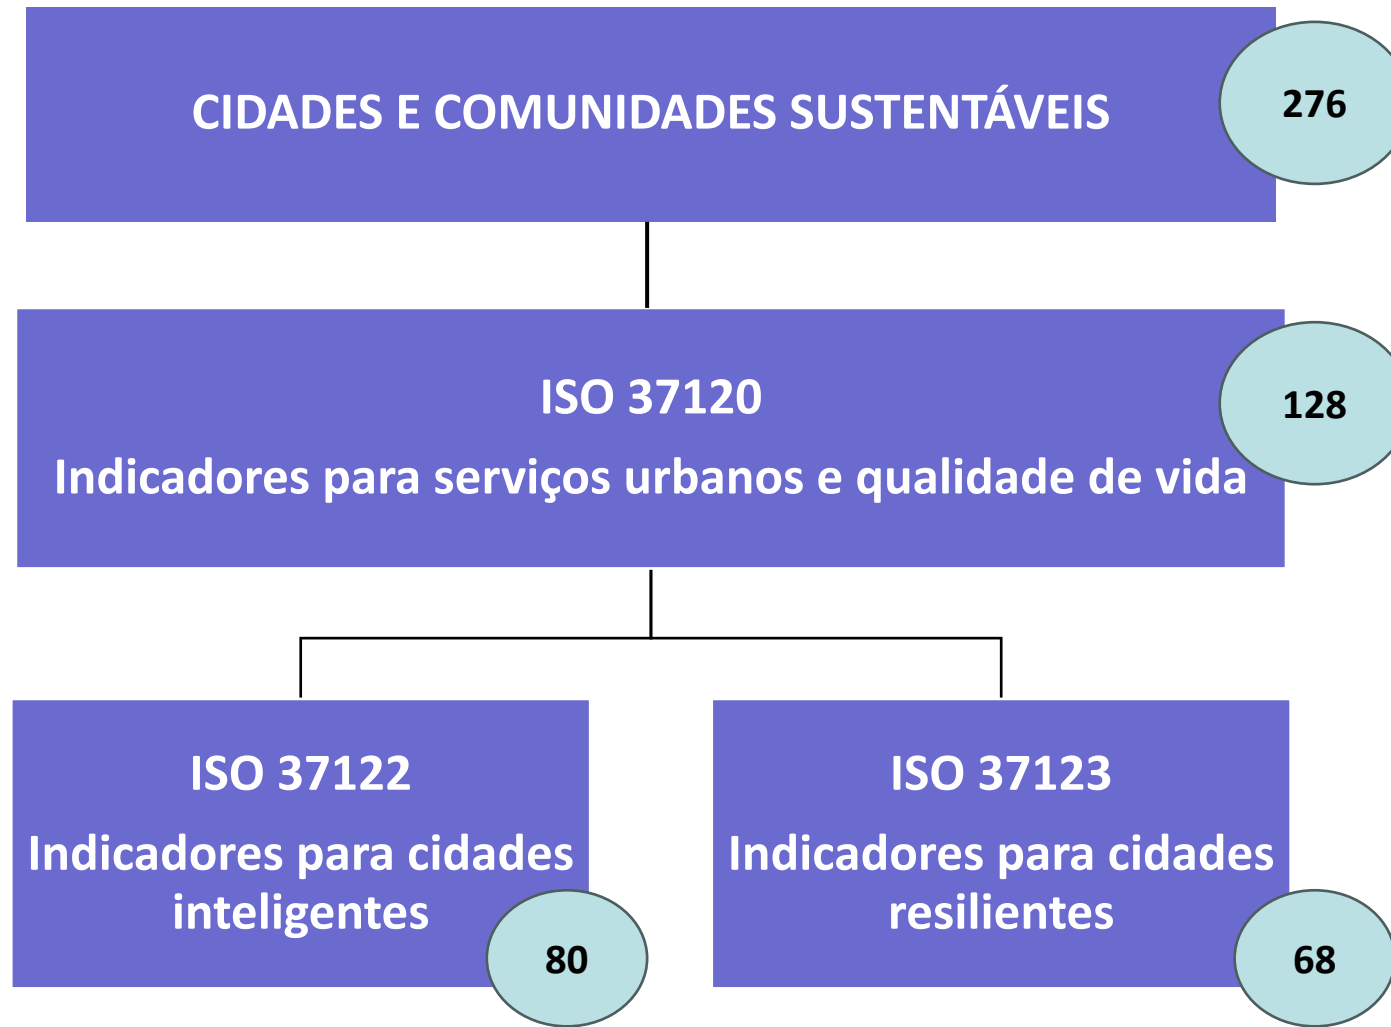 CIDADES E COMUNIDADES SUSTENTÁVEIS
276
ISO 37120
Indicadores para serviços urbanos e qualidade de vida
128
ISO 37122
Indicadores para cidades
inteligentes
80
ISO 37123
Indicadores para cidades
resilientes
68